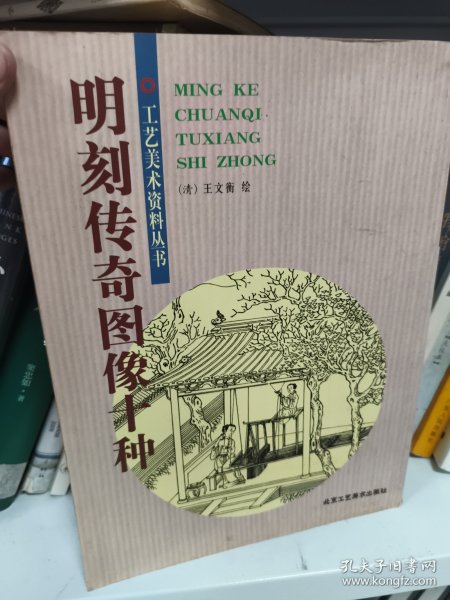 明刻传奇图像十种
工艺美术资料丛书
MING KE
CHUANQI
TUXIANG
SHI ZHONG
(清) 王文衡 绘
北京工艺美术出版社
孔夫子旧书网
www.kongfz.com